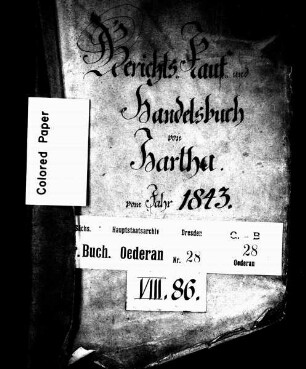 Gerichts, Kauf und
Handelsbuch
von
Hartha.
vom Jahr 1843.
Colored Paper
Sächs. Hauptstaatsarchiv Dresden G. - B
.Buch. Oederan Nr. 28 28
Oederan
VIII. 86.